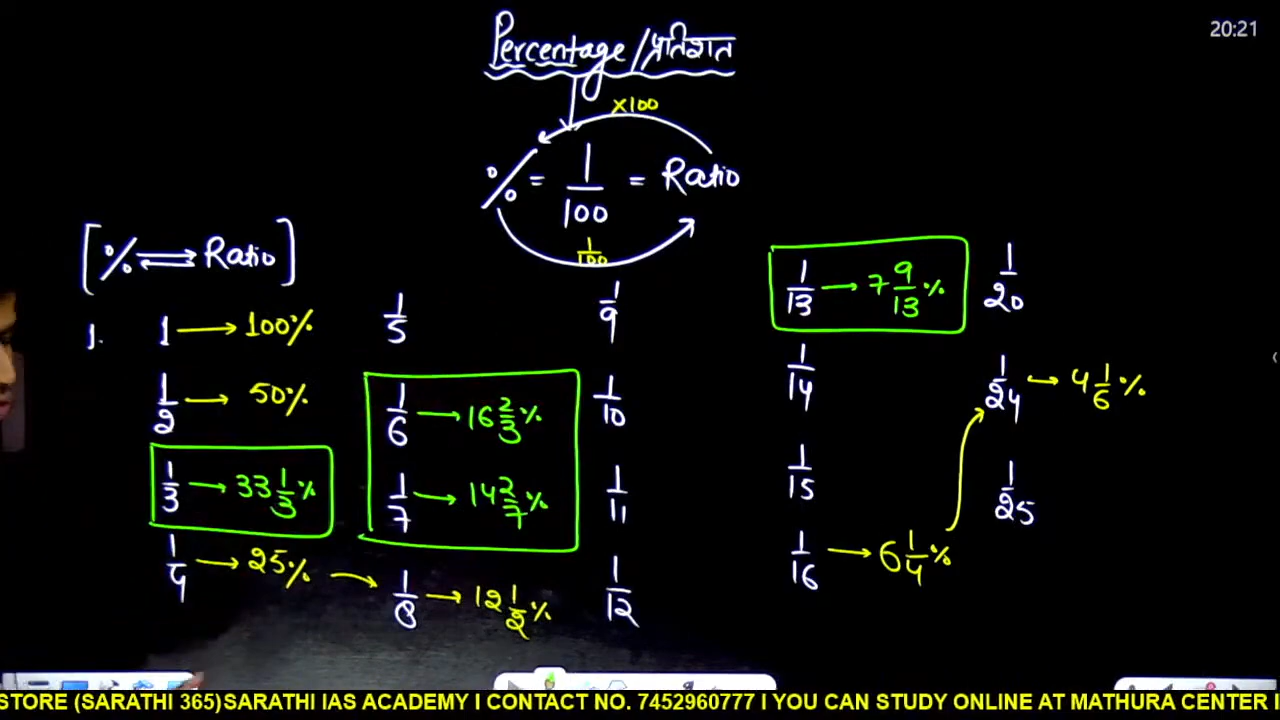 20:21
Percentage/प्रतिशत
×100
% = 1/100 = Ratio
1/100
[% ⇌ Ratio]
1. 1 → 100%
1/2 → 50%
1/3 → 33 1/3 %
1/4 → 25% →
1/5
1/6 → 16 2/3 %
1/7 → 14 2/7 %
1/8 → 12 1/2 %
1/9
1/10
1/11
1/12
1/13 → 7 9/13 %
1/14
1/15
1/16 → 6 1/4 %
1/20
1/24 → 4 1/6 %
1/25
STORE (SARATHI 365)SARATHI IAS ACADEMY I CONTACT NO. 7452960777 I YOU CAN STUDY ONLINE AT MATHURA CENTER I